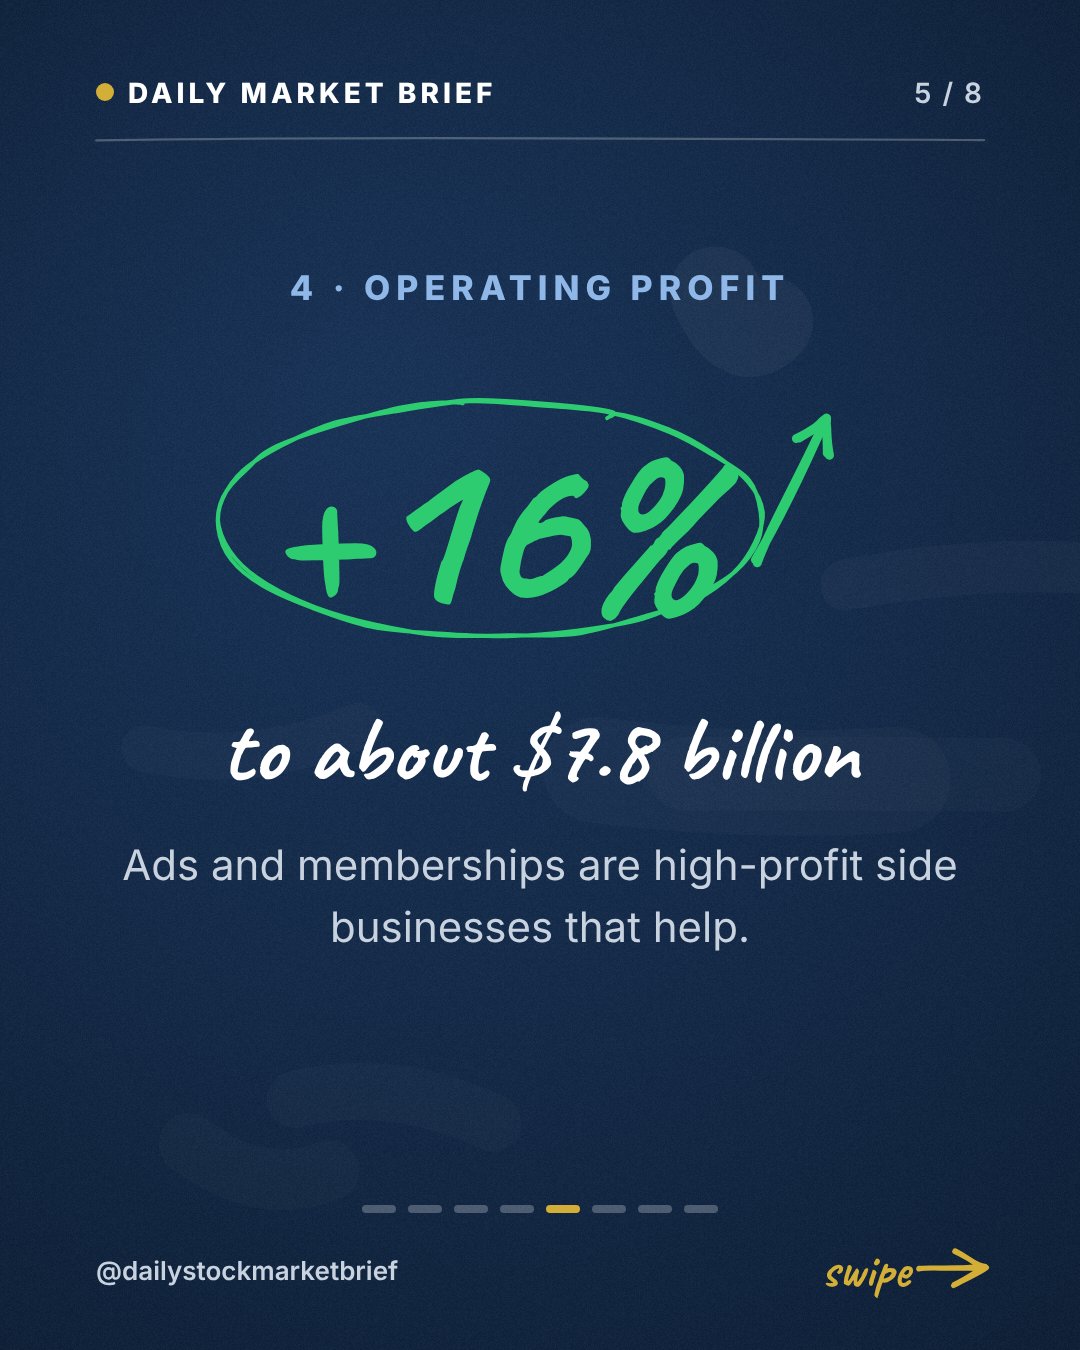 DAILY MARKET BRIEF
5 / 8
4 · OPERATING PROFIT
+16%
to about $7.8 billion
Ads and memberships are high-profit side
businesses that help.
@dailystockmarketbrief
swipe